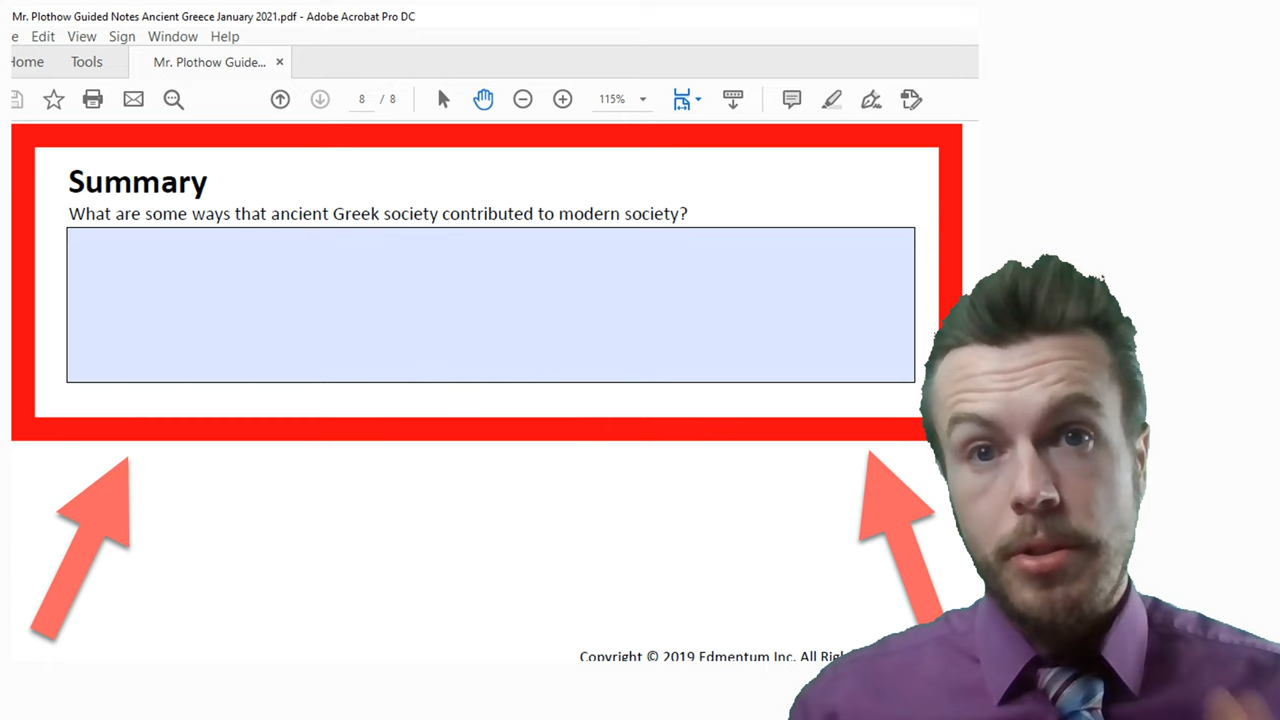 Mr. Plothow Guided Notes Ancient Greece January 2021.pdf - Adobe Acrobat Pro DC
e Edit View Sign Window Help
Home Tools Mr. Plothow Guide... ×
8 / 8 115%
Summary
What are some ways that ancient Greek society contributed to modern society?
Copyright © 2019 Edmentum Inc. All